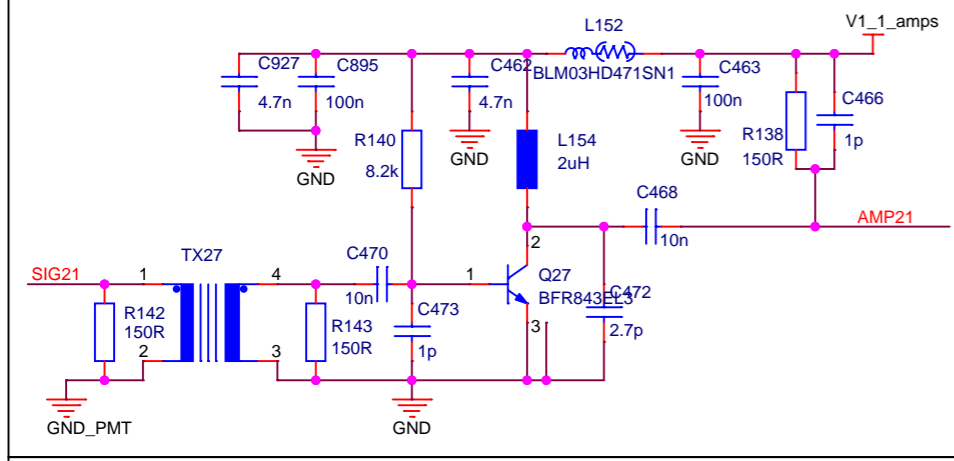 L152
V1_1_amps
C927
C895
C462
BLM03HD471SN1
C463
4.7n
100n
4.7n
100n
C466
R140
8.2k
L154
2uH
R138
150R
1p
GND
GND
GND
C468
AMP21
10n
TX27
C470
2
SIG21
1
4
1
Q27
10n
BFR843EL3
C472
R142
150R
R143
150R
C473
1p
3
2.7p
2
3
GND_PMT
GND